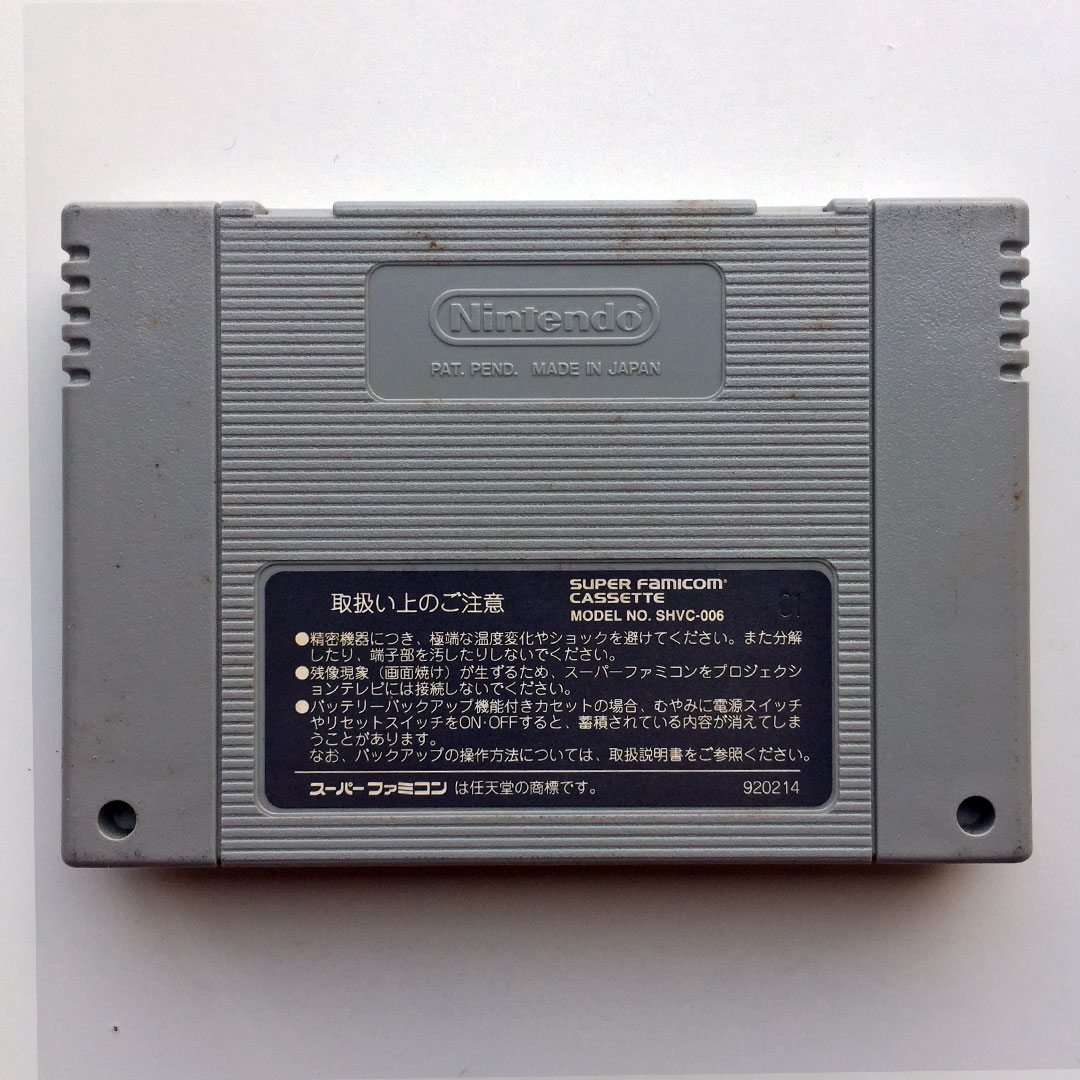 Nintendo®
PAT. PEND. MADE IN JAPAN
取扱い上のご注意
SUPER FAMICOM®
CASSETTE
MODEL NO. SHVC-006
01
●精密機器につき、極端な温度変化やショックを避けてください。また分解
したり、端子部を汚したりしないでください。
●残像現象（画面焼け）が生ずるため、スーパーファミコンをプロジェクシ
ョンテレビには接続しないでください。
●バッテリーバックアップ機能付きカセットの場合、むやみに電源スイッチ
やリセットスイッチをON·OFFすると、蓄積されている内容が消えてしま
うことがあります。
なお、バックアップの操作方法については、取扱説明書をご参照ください。
スーパーファミコン は任天堂の商標です。
920214